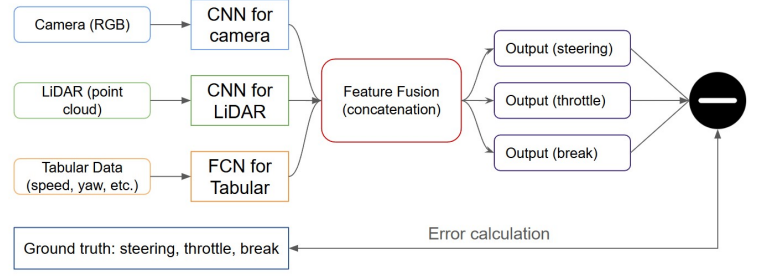 Camera (RGB)
CNN for
camera
LiDAR (point
cloud)
CNN for
LiDAR
Tabular Data
(speed, yaw, etc.)
FCN for
Tabular
Feature Fusion
(concatenation)
Output (steering)
Output (throttle)
Output (break)
Ground truth: steering, throttle, break
Error calculation